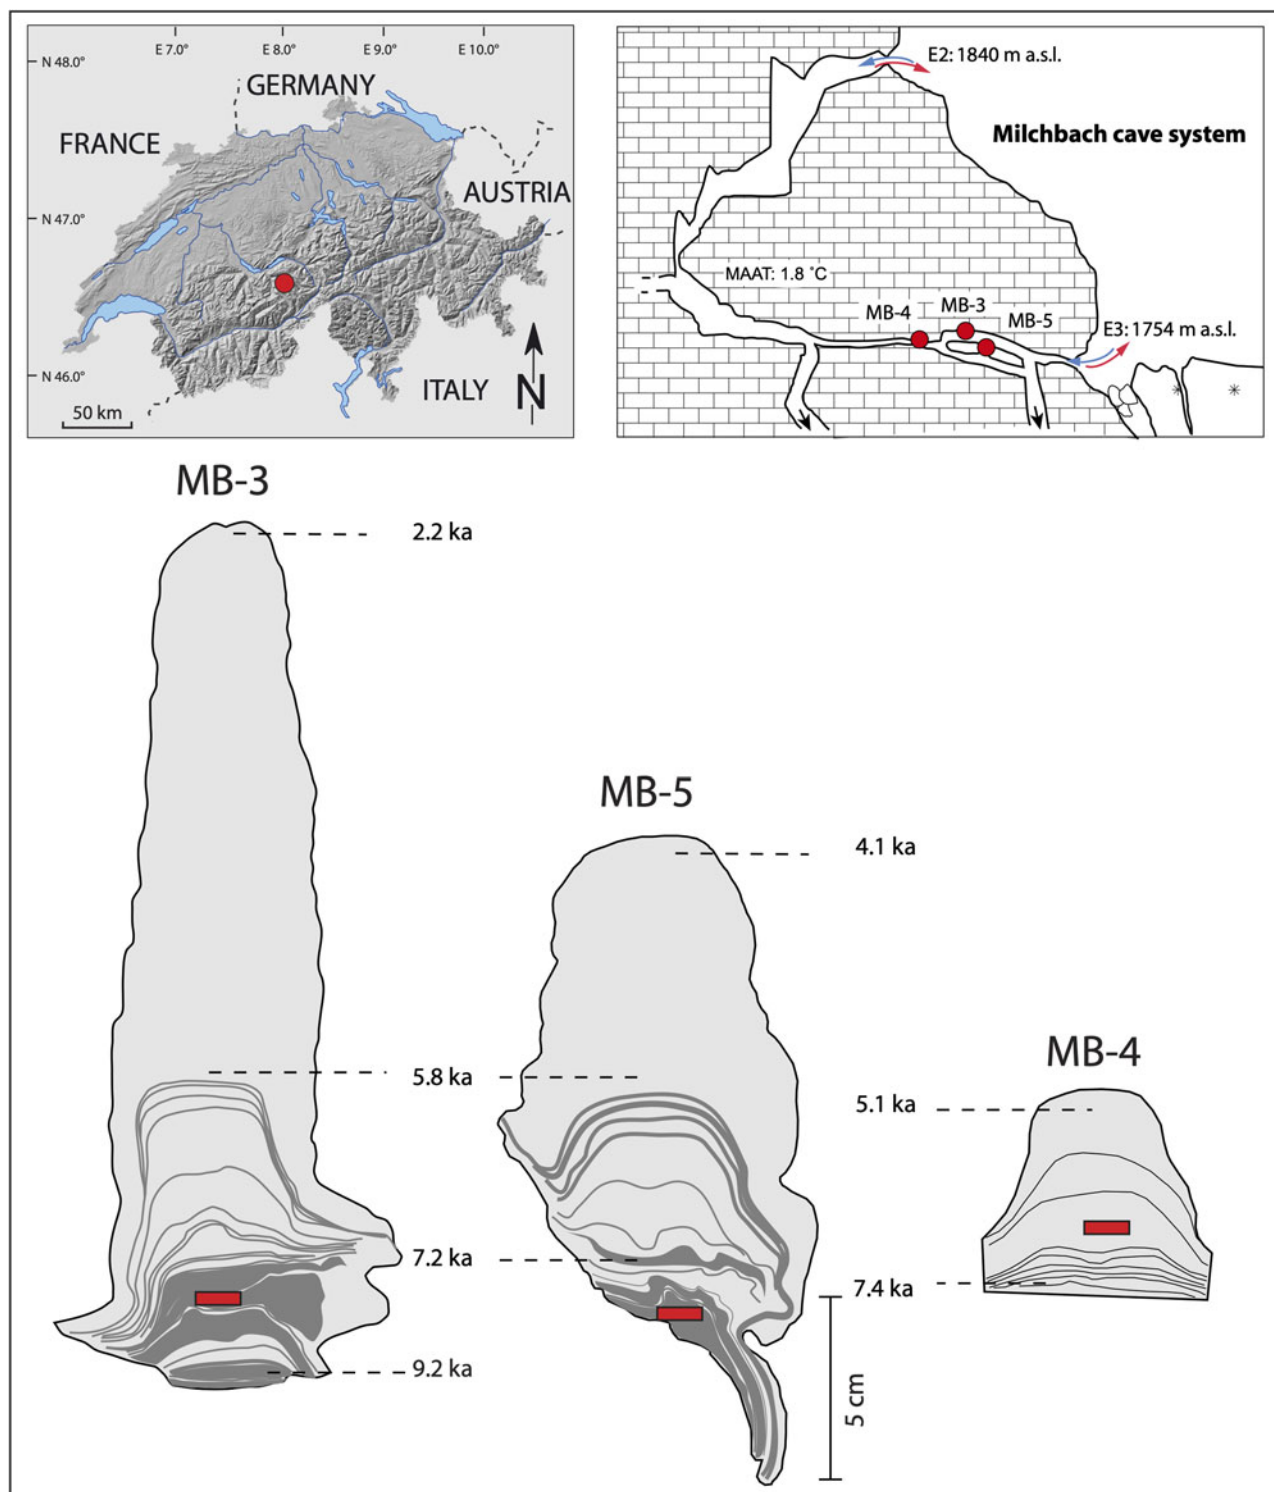 E 7.0° E 8.0° E 9.0° E 10.0°
N 48.0°
GERMANY
FRANCE
AUSTRIA
N 47.0°
N 46.0°
ITALY
N
50 km
E2: 1840 m a.s.l.
Milchbach cave system
MAAT: 1.8 °C
MB-4
MB-3
MB-5
E3: 1754 m a.s.l.
MB-3
2.2 ka
MB-5
4.1 ka
MB-4
5.8 ka
5.1 ka
7.2 ka
7.4 ka
9.2 ka
5 cm